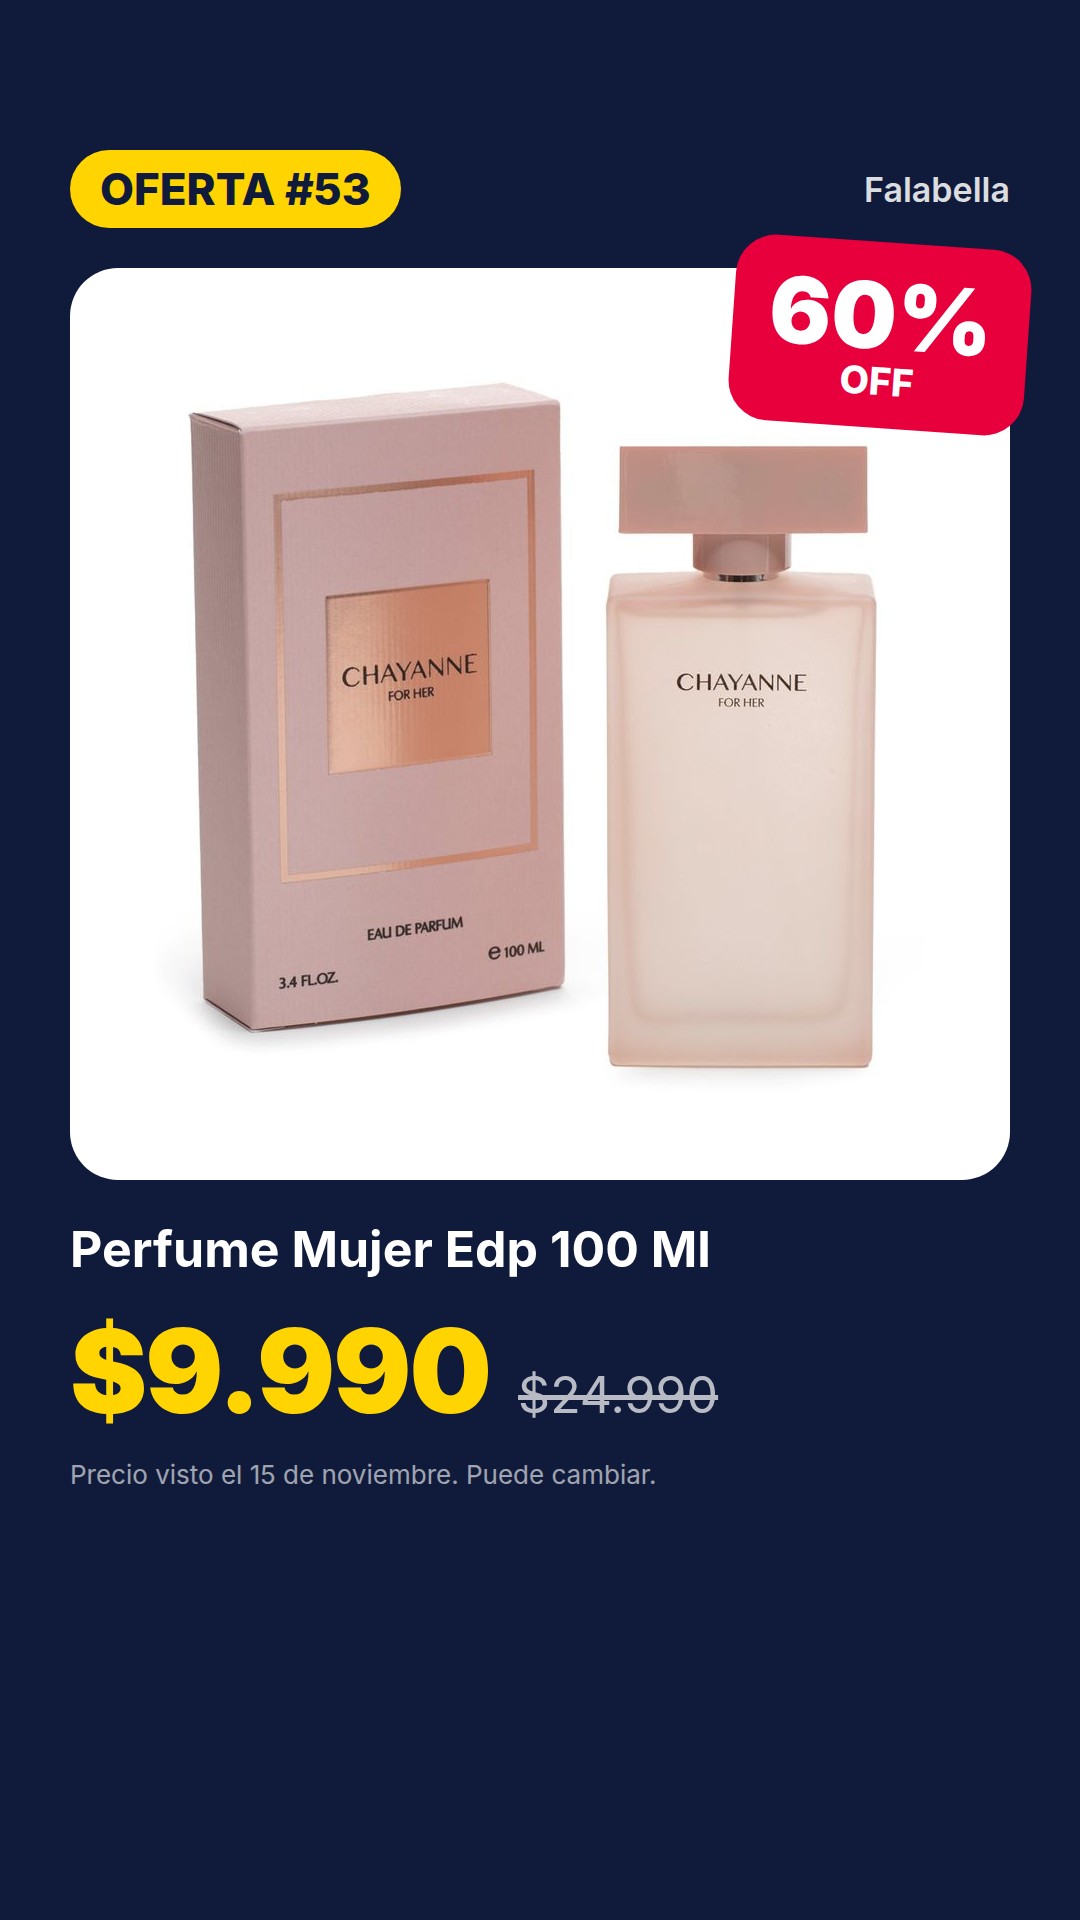 OFERTA #53
Falabella
60%
OFF
CHAYANNE
FOR HER
EAU DE PARFUM
3.4 FL.OZ.
e 100 ML
CHAYANNE
FOR HER
Perfume Mujer Edp 100 Ml
$9.990 $24.990
Precio visto el 15 de noviembre. Puede cambiar.